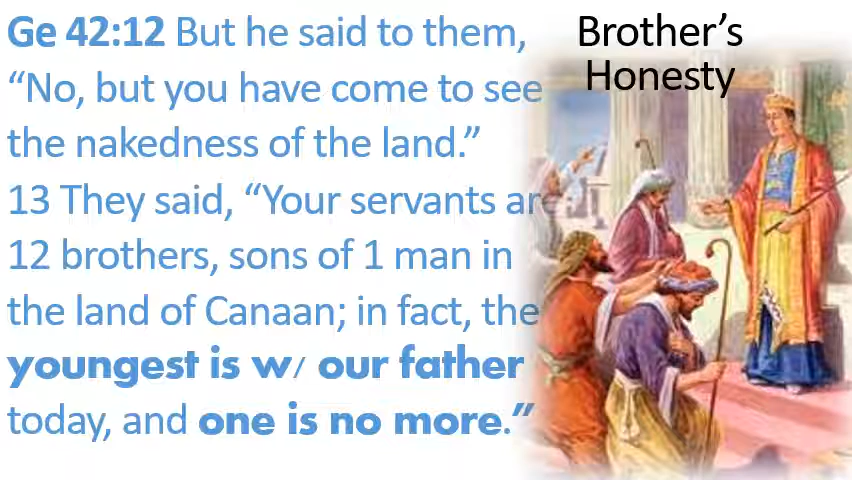 Ge 42:12 But he said to them,
“No, but you have come to see
the nakedness of the land.”
13 They said, “Your servants are
12 brothers, sons of 1 man in
the land of Canaan; in fact, the
youngest is w/ our father
today, and one is no more.”
Brother’s
Honesty